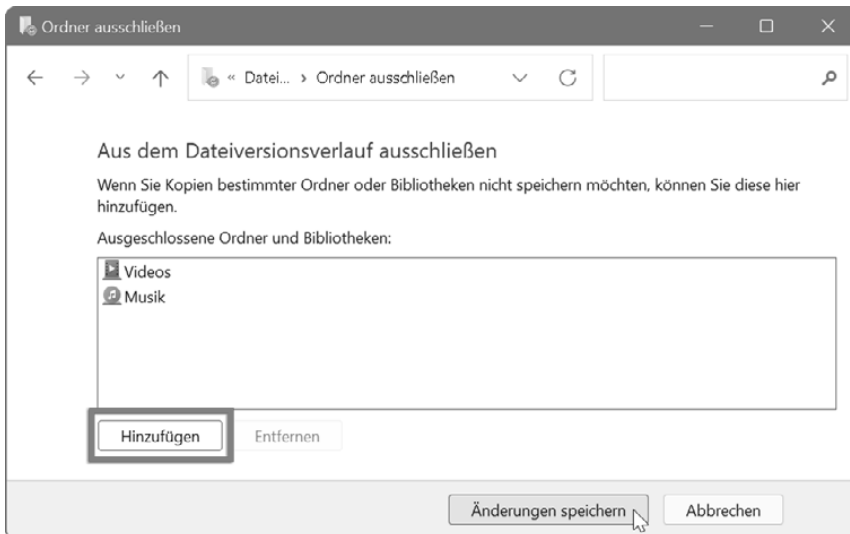 Ordner ausschließen
« Datei... › Ordner ausschließen
Aus dem Dateiversionsverlauf ausschließen
Wenn Sie Kopien bestimmter Ordner oder Bibliotheken nicht speichern möchten, können Sie diese hier
hinzufügen.
Ausgeschlossene Ordner und Bibliotheken:
Videos
Musik
Hinzufügen Entfernen
Änderungen speichern Abbrechen